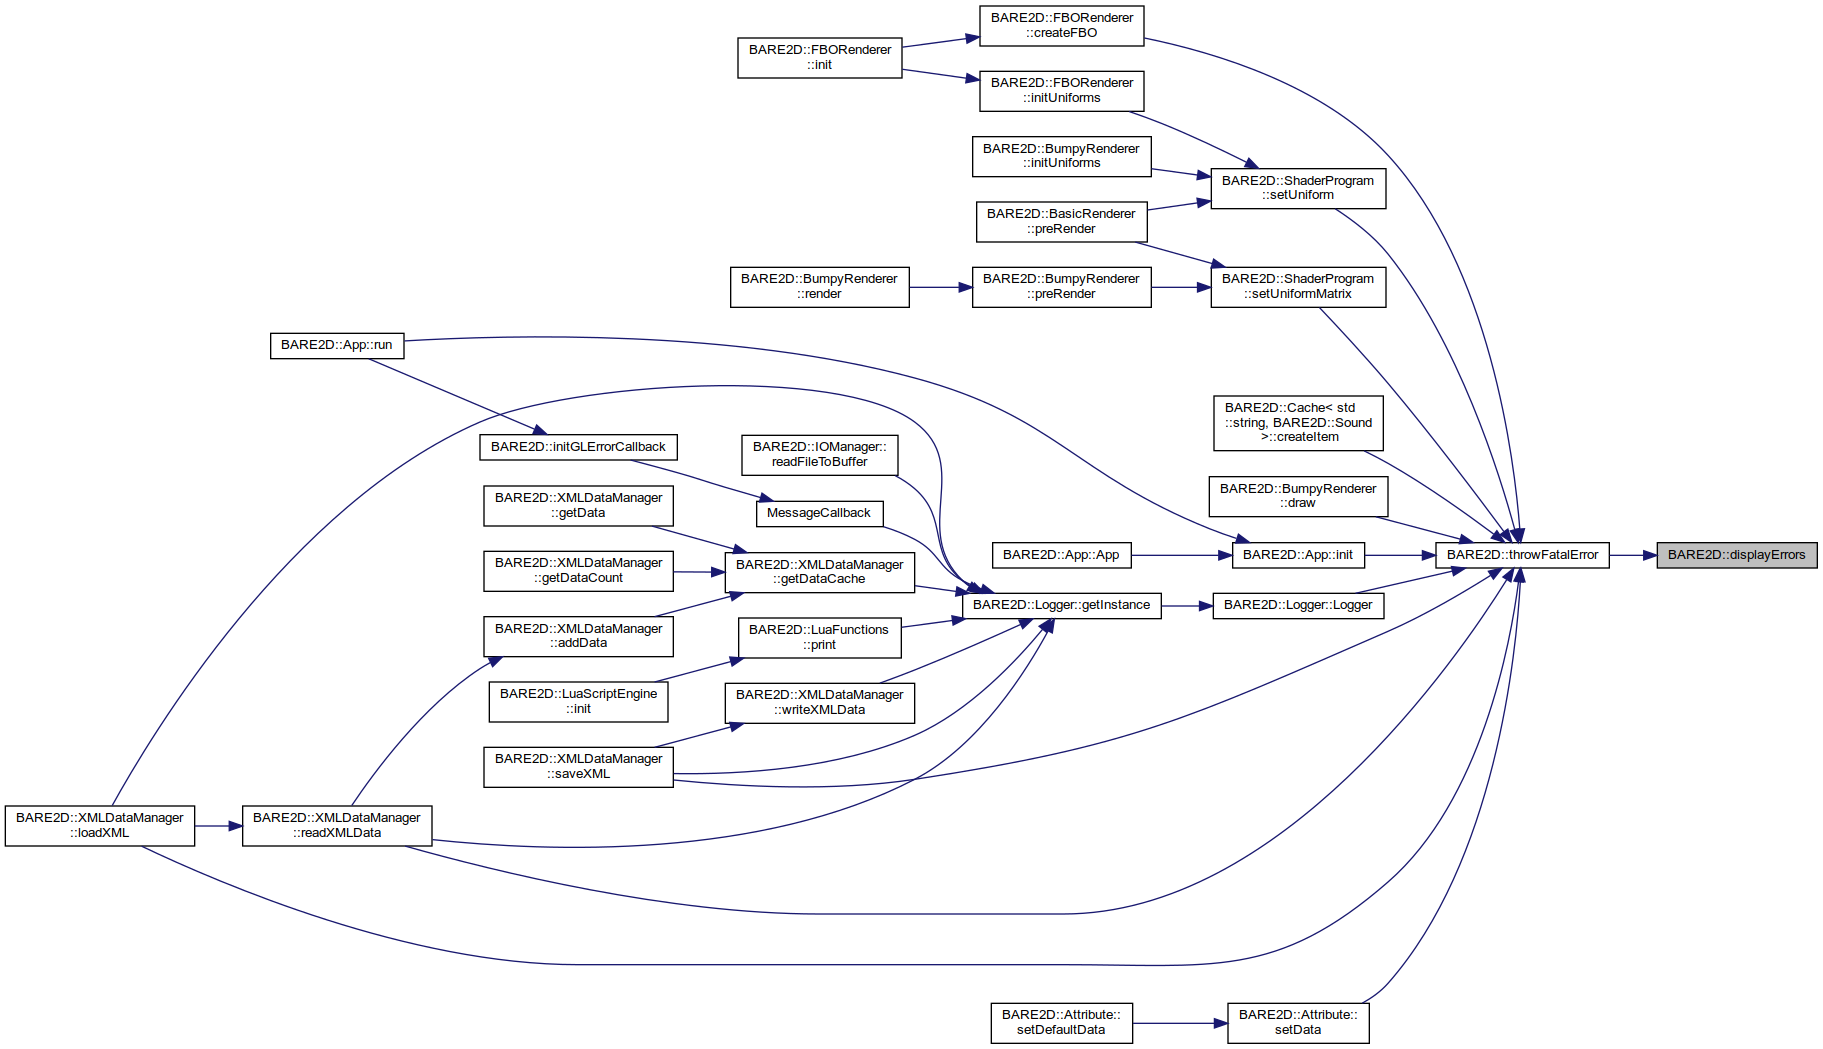 BARE2D::FBORenderer
::createFBO
BARE2D::FBORenderer
::init
BARE2D::FBORenderer
::initUniforms
BARE2D::BumpyRenderer
::initUniforms
BARE2D::ShaderProgram
::setUniform
BARE2D::BasicRenderer
::preRender
BARE2D::BumpyRenderer
::render
BARE2D::BumpyRenderer
::preRender
BARE2D::ShaderProgram
::setUniformMatrix
BARE2D::App::run
BARE2D::Cache< std
::string, BARE2D::Sound
>::createItem
BARE2D::initGLErrorCallback
BARE2D::IOManager::
readFileToBuffer
BARE2D::XMLDataManager
::getData
MessageCallback
BARE2D::BumpyRenderer
::draw
BARE2D::XMLDataManager
::getDataCount
BARE2D::XMLDataManager
::getDataCache
BARE2D::App::App
BARE2D::App::init
BARE2D::throwFatalError
BARE2D::displayErrors
BARE2D::Logger::getInstance
BARE2D::Logger::Logger
BARE2D::XMLDataManager
::addData
BARE2D::LuaFunctions
::print
BARE2D::LuaScriptEngine
::init
BARE2D::XMLDataManager
::writeXMLData
BARE2D::XMLDataManager
::saveXML
BARE2D::XMLDataManager
::loadXML
BARE2D::XMLDataManager
::readXMLData
BARE2D::Attribute::
setDefaultData
BARE2D::Attribute::
setData